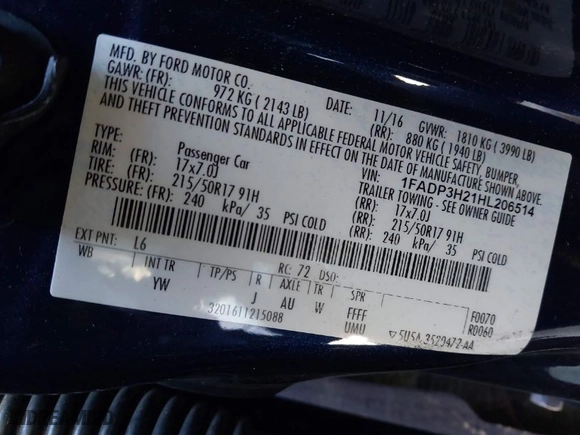 MFD. BY FORD MOTOR CO. DATE: 11/16 GVWR: 1810 KG ( 3990 LB)
GAWR: (FR): 972 KG ( 2143 LB) (RR): 880 KG ( 1940 LB)
THIS VEHICLE CONFORMS TO ALL APPLICABLE FEDERAL MOTOR VEHICLE SAFETY, BUMPER
AND THEFT PREVENTION STANDARDS IN EFFECT ON THE DATE OF MANUFACTURE SHOWN ABOVE.
VIN: 1FADP3H21HL206514
TYPE: Passenger Car TRAILER TOWING - SEE OWNER GUIDE
RIM: (FR): 17x7.0J (RR): 17x7.0J
TIRE: (FR): 215/50R17 91H (RR): 215/50R17 91H
PRESSURE: (FR): 240 kPa/ 35 PSI COLD (RR): 240 kPa/ 35 PSI COLD
EXT PNT: L6 RC: 72 DSO: F0070
WB INT TR TP/PS R AXLE TR SPR R0060
YW J AU W FFFF
3201611215088 UMU 5U5A-3520472-AA